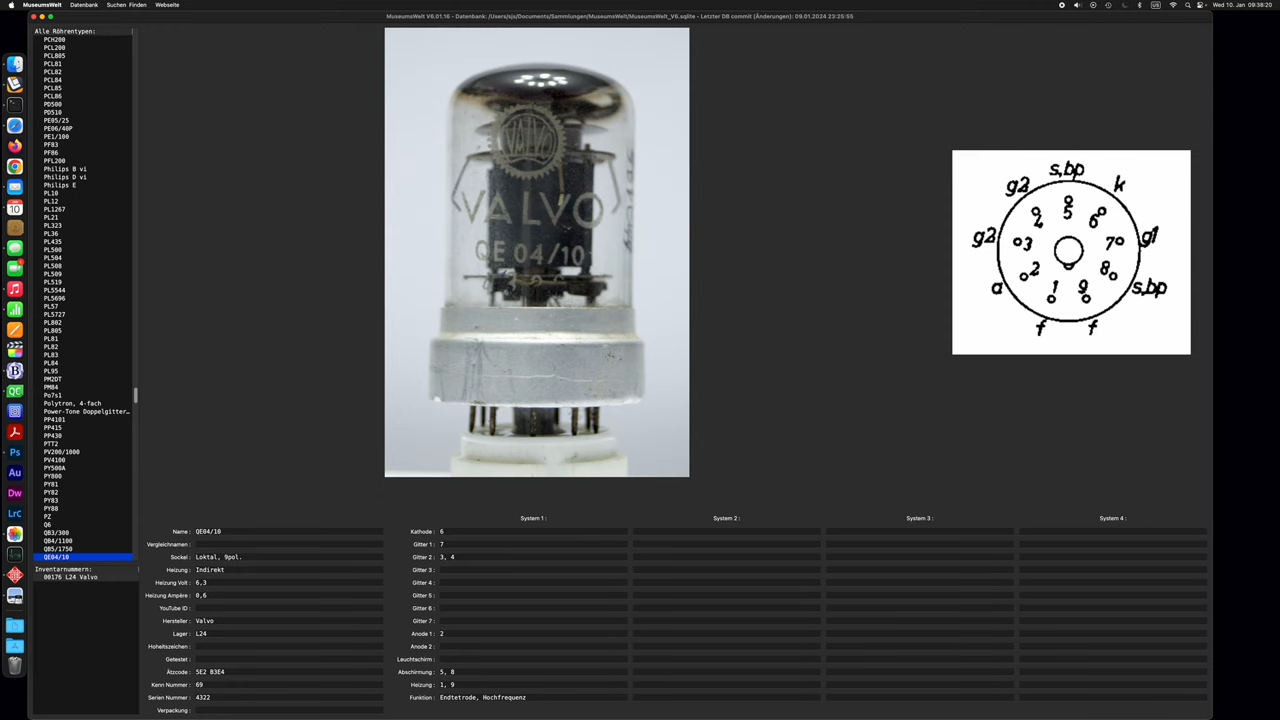 MuseumsWelt Datenbank Suchen Finden Webseite
Wed 10. Jan 09:38:20
MuseumsWelt V6.01.16 - Datenbank: /Users/sjs/Documents/Sammlungen/MuseumsWelt/MuseumsWelt_V6.sqlite - Letzter DB commit (Änderungen): 09.01.2024 23:25:55
Alle Röhrentypen:
PCH200
PCL200
PCL805
PCL81
PCL82
PCL84
PCL85
PCL86
PD500
PD510
PE05/25
PE06/40P
PE1/100
PF83
PF86
PFL200
Philips B vi
Philips D vi
Philips E
PL10
PL12
PL1267
PL21
PL323
PL36
PL435
PL500
PL504
PL508
PL509
PL519
PL5544
PL5696
PL57
PL5727
PL802
PL805
PL81
PL82
PL83
PL84
PL95
PM2DT
PM84
Po7s1
Polytron, 4-fach
Power-Tone Doppelgitter…
PP4101
PP415
PP430
PTT2
PV200/1000
PV4100
PY500A
PY800
PY81
PY82
PY83
PY88
PZ
Q6
QB3/300
QB4/1100
QB5/1750
QE04/10
Inventarnummern:
00176 L24 Valvo
VALVO
VALVO
QE 04/10
s,bp
g2 k
g2 g1
a s,bp
f f
1 2 3 4 5 6 7 8 9
System 1 : System 2 : System 3 : System 4 :
Name : QE04/10 Kathode : 6
Vergleichnamen : Gitter 1 : 7
Sockel : Loktal, 9pol. Gitter 2 : 3, 4
Heizung : Indirekt Gitter 3 :
Heizung Volt : 6,3 Gitter 4 :
Heizung Ampère : 0,6 Gitter 5 :
YouTube ID : Gitter 6 :
Hersteller : Valvo Gitter 7 :
Lager : L24 Anode 1 : 2
Hoheitszeichen : Anode 2 :
Getestet : Leuchtschirm :
Ätzcode : 5E2 B3E4 Abschirmung : 5, 8
Kenn Nummer : 69 Heizung : 1, 9
Serien Nummer : 4322 Funktion : Endtetrode, Hochfrequenz
Verpackung :